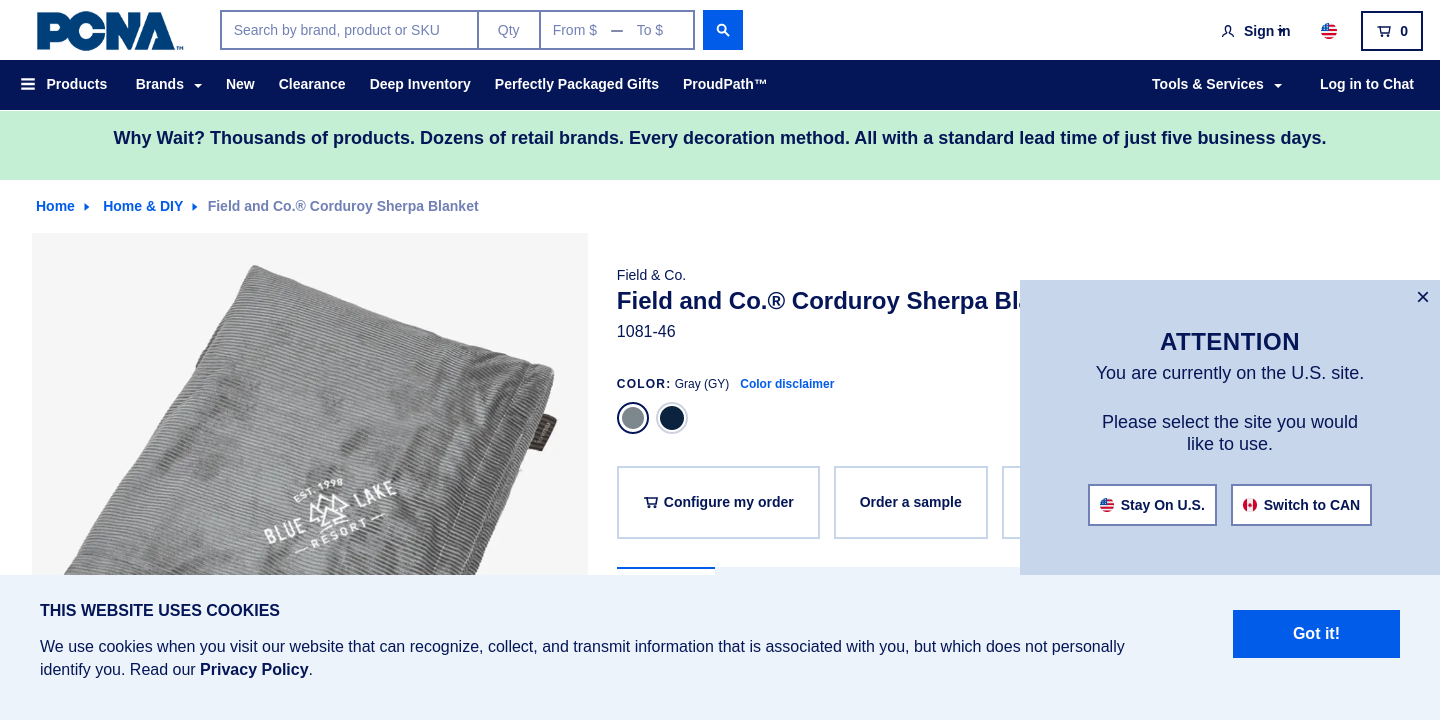 PCNA™
Search by brand, product or SKU
Qty
From $ — To $
Sign in
0
Products
Brands
New
Clearance
Deep Inventory
Perfectly Packaged Gifts
ProudPath™
Tools & Services
Log in to Chat
Why Wait? Thousands of products. Dozens of retail brands. Every decoration method. All with a standard lead time of just five business days.
Home
Home & DIY
Field and Co.® Corduroy Sherpa Blanket
EST. 1998
BLUE LAKE
RESORT
Field & Co.
Field and Co.® Corduroy Sherpa
1081-46
COLOR: Gray (GY) Color disclaimer
Configure my order
Order a sample
×
ATTENTION
You are currently on the U.S. site.
Please select the site you would
like to use.
Stay On U.S.
Switch to CAN
THIS WEBSITE USES COOKIES
We use cookies when you visit our website that can recognize, collect, and transmit information that is associated with you, but which does not personally
identify you. Read our Privacy Policy.
Got it!